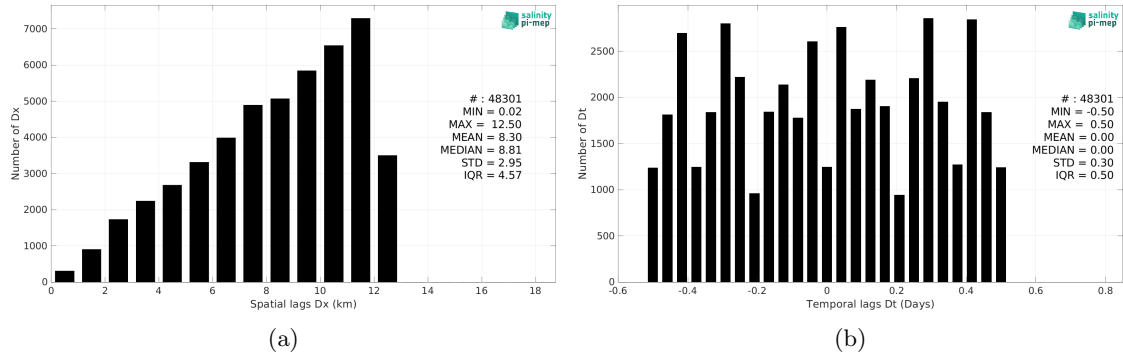 salinity
pi-mep
Number of Dx
7000
6000
5000
4000
3000
2000
1000
0
# : 48301
MIN = 0.02
MAX = 12.50
MEAN = 8.30
MEDIAN = 8.81
STD = 2.95
IQR = 4.57
0 2 4 6 8 10 12 14 16 18
Spatial lags Dx (km)
(a)
salinity
pi-mep
Number of Dt
2500
2000
1500
1000
500
0
# : 48301
MIN = -0.50
MAX = 0.50
MEAN = 0.00
MEDIAN = 0.00
STD = 0.30
IQR = 0.50
-0.6 -0.4 -0.2 0 0.2 0.4 0.6 0.8
Temporal lags Dt (Days)
(b)